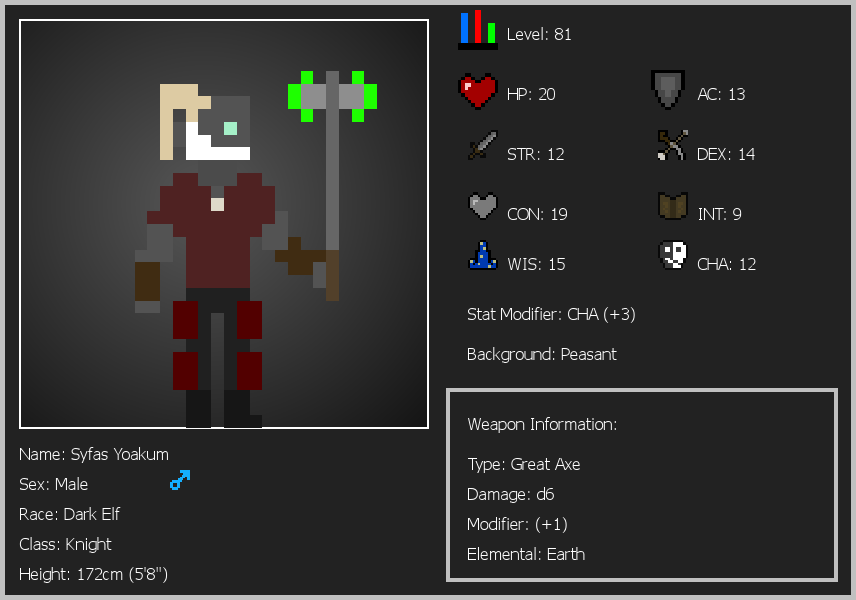 Level: 81
HP: 20
AC: 13
STR: 12
DEX: 14
CON: 19
INT: 9
WIS: 15
CHA: 12
Stat Modifier: CHA (+3)
Background: Peasant
Weapon Information:
Type: Great Axe
Damage: d6
Modifier: (+1)
Elemental: Earth
Name: Syfas Yoakum
Sex: Male
Race: Dark Elf
Class: Knight
Height: 172cm (5'8")